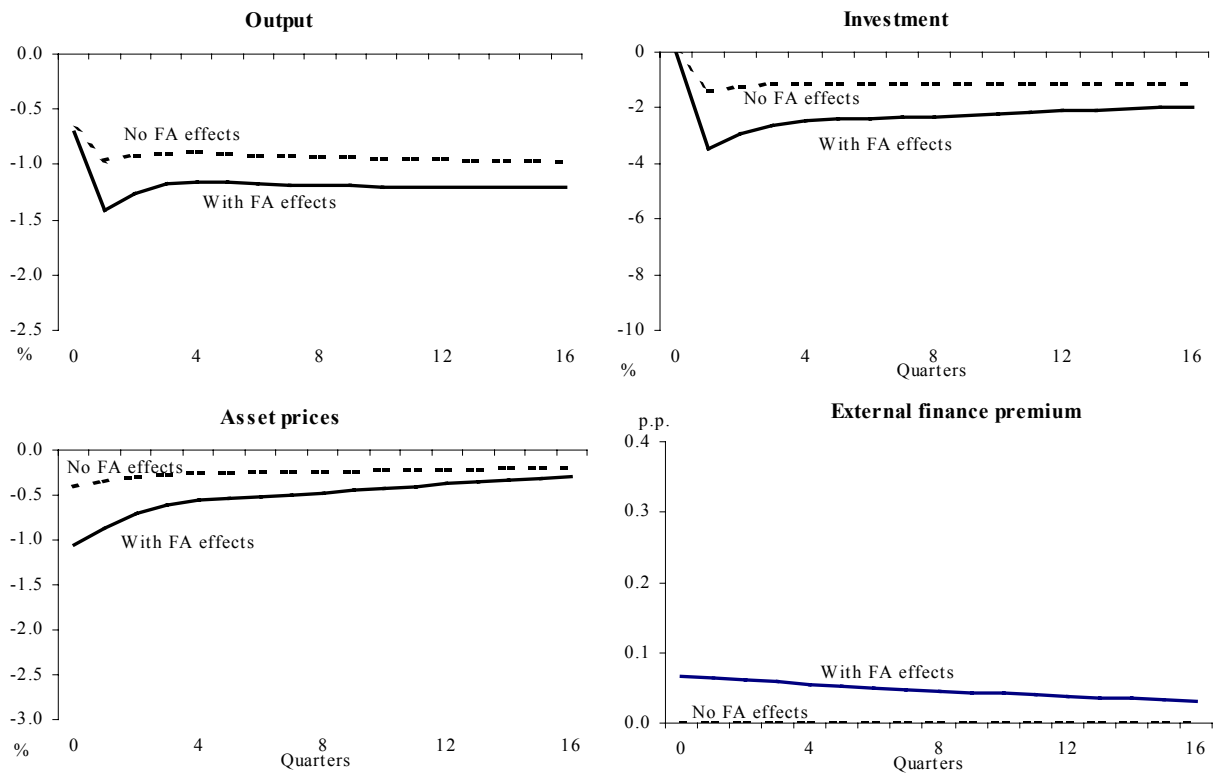 Output
0.0
-0.5
-1.0
-1.5
-2.0
-2.5
%
No FA effects
With FA effects
0 4 8 12 16
Investment
0
-2
-4
-6
-8
-10
%
No FA effects
With FA effects
0 4 8 12 16
Quarters
Asset prices
0.0
-0.5
-1.0
-1.5
-2.0
-2.5
-3.0
%
No FA effects
With FA effects
0 4 8 12 16
Quarters
External finance premium
p.p.
0.4
0.3
0.2
0.1
0.0
With FA effects
No FA effects
0 4 8 12 16
Quarters